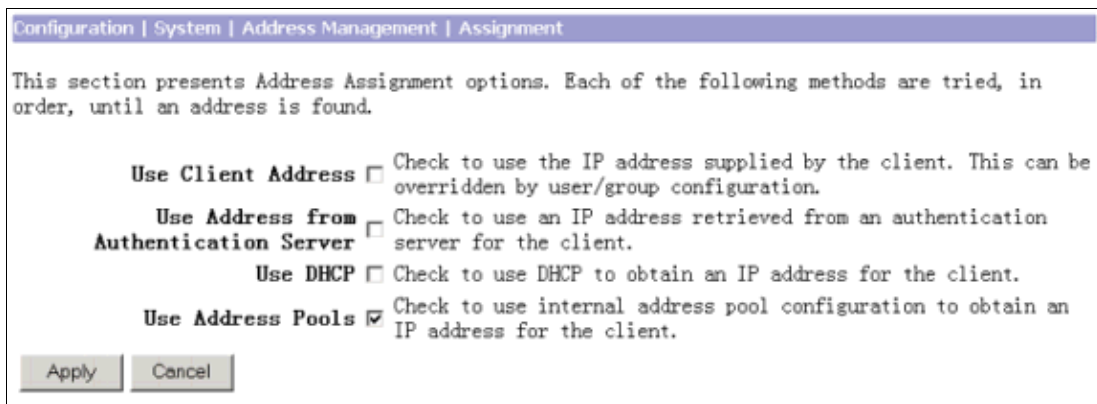 Configuration | System | Address Management | Assignment
This section presents Address Assignment options. Each of the following methods are tried, in
order, until an address is found.
Use Client Address Check to use the IP address supplied by the client. This can be
overridden by user/group configuration.
Use Address from Check to use an IP address retrieved from an authentication
Authentication Server server for the client.
Use DHCP Check to use DHCP to obtain an IP address for the client.
Use Address Pools Check to use internal address pool configuration to obtain an
IP address for the client.
Apply Cancel